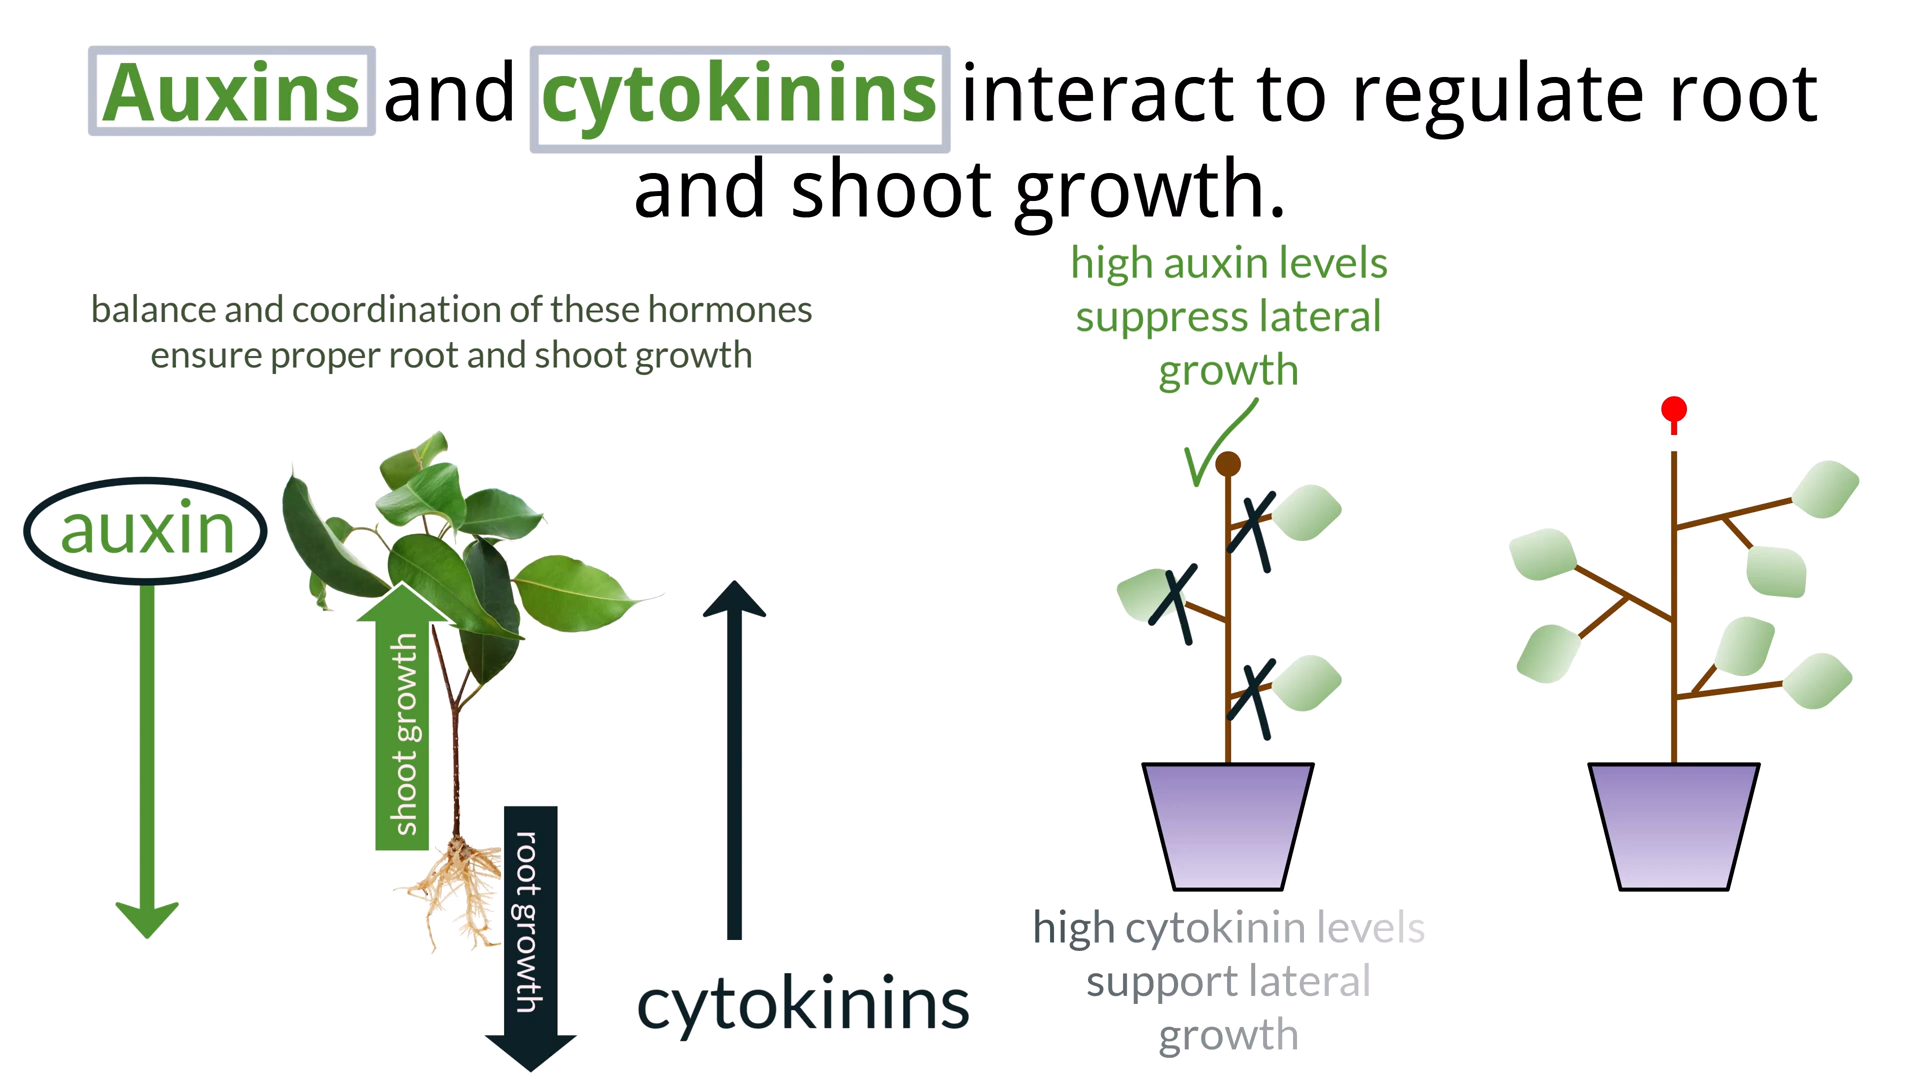 Auxins and cytokinins interact to regulate root
and shoot growth.
balance and coordination of these hormones
ensure proper root and shoot growth
high auxin levels
suppress lateral
growth
auxin
shoot growth
root growth
cytokinins
high cytokinin levels
support lateral
growth